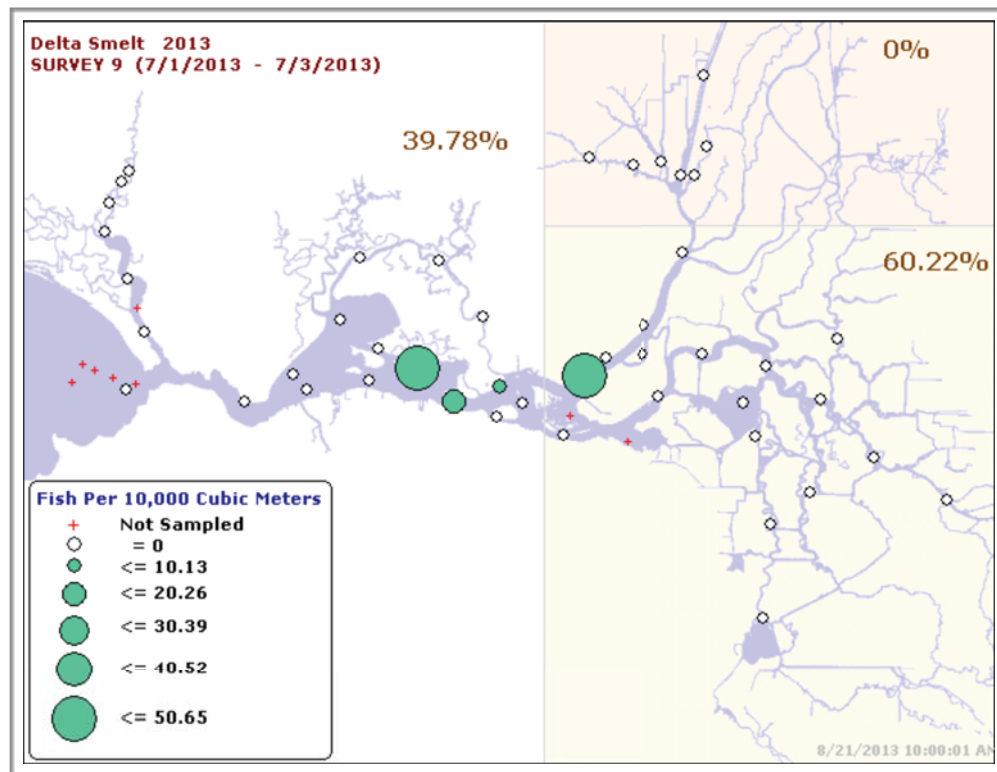 Delta Smelt 2013
SURVEY 9 (7/1/2013 - 7/3/2013)
0%
39.78%
60.22%
Fish Per 10,000 Cubic Meters
Not Sampled
= 0
<= 10.13
<= 20.26
<= 30.39
<= 40.52
<= 50.65
8/21/2013 10:00:01 AM